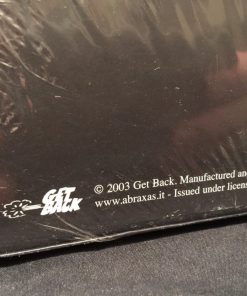 GET
BACK
© 2003 Get Back. Manufactured and
www.abraxas.it - Issued under licens